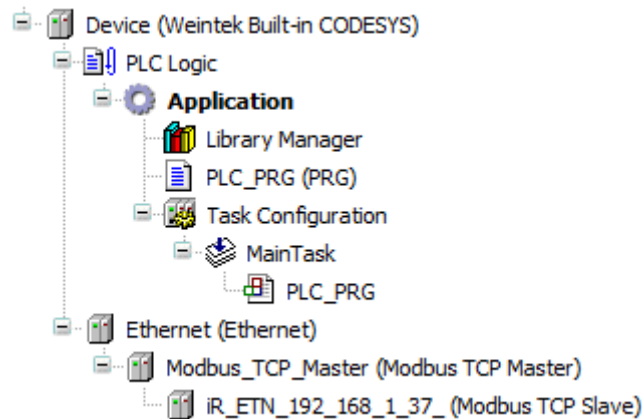 Device (Weintek Built-in CODESYS)
PLC Logic
Application
Library Manager
PLC_PRG (PRG)
Task Configuration
MainTask
PLC_PRG
Ethernet (Ethernet)
Modbus_TCP_Master (Modbus TCP Master)
iR_ETN_192_168_1_37_ (Modbus TCP Slave)